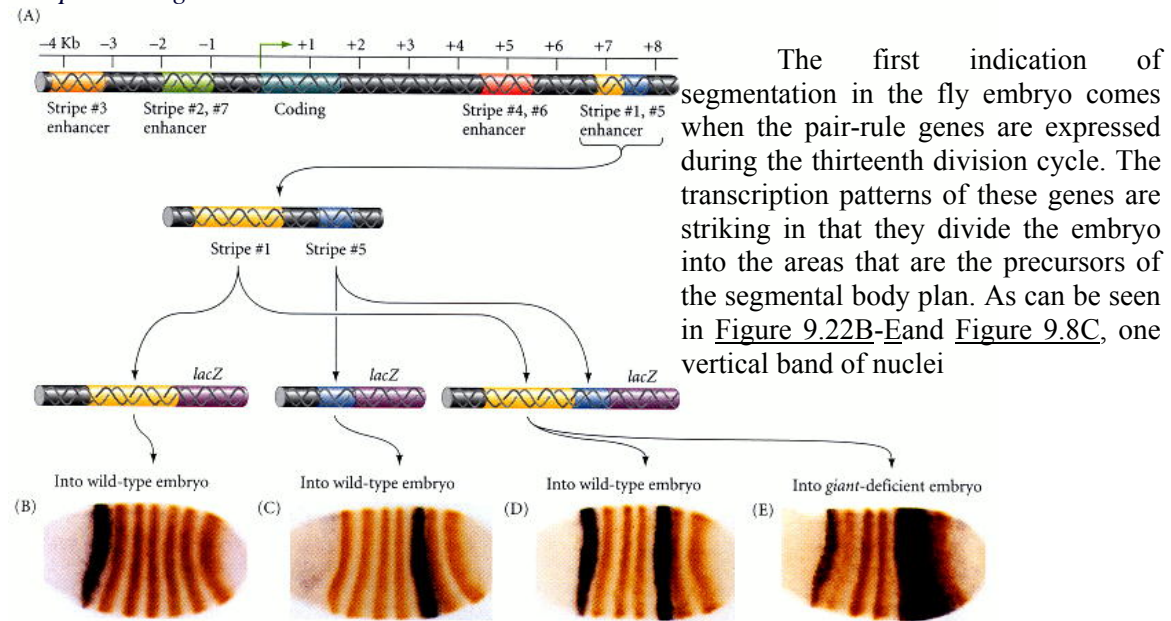 (A)
−4 Kb −3 −2 −1 +1 +2 +3 +4 +5 +6 +7 +8
Stripe #3 enhancer
Stripe #2, #7 enhancer
Coding
Stripe #4, #6 enhancer
Stripe #1, #5 enhancer
Stripe #1 Stripe #5
lacZ lacZ lacZ
Into wild-type embryo Into wild-type embryo Into wild-type embryo Into giant-deficient embryo
(B) (C) (D) (E)
The first indication of
segmentation in the fly embryo comes
when the pair-rule genes are expressed
during the thirteenth division cycle. The
transcription patterns of these genes are
striking in that they divide the embryo
into the areas that are the precursors of
the segmental body plan. As can be seen
in Figure 9.22B-Eand Figure 9.8C, one
vertical band of nuclei